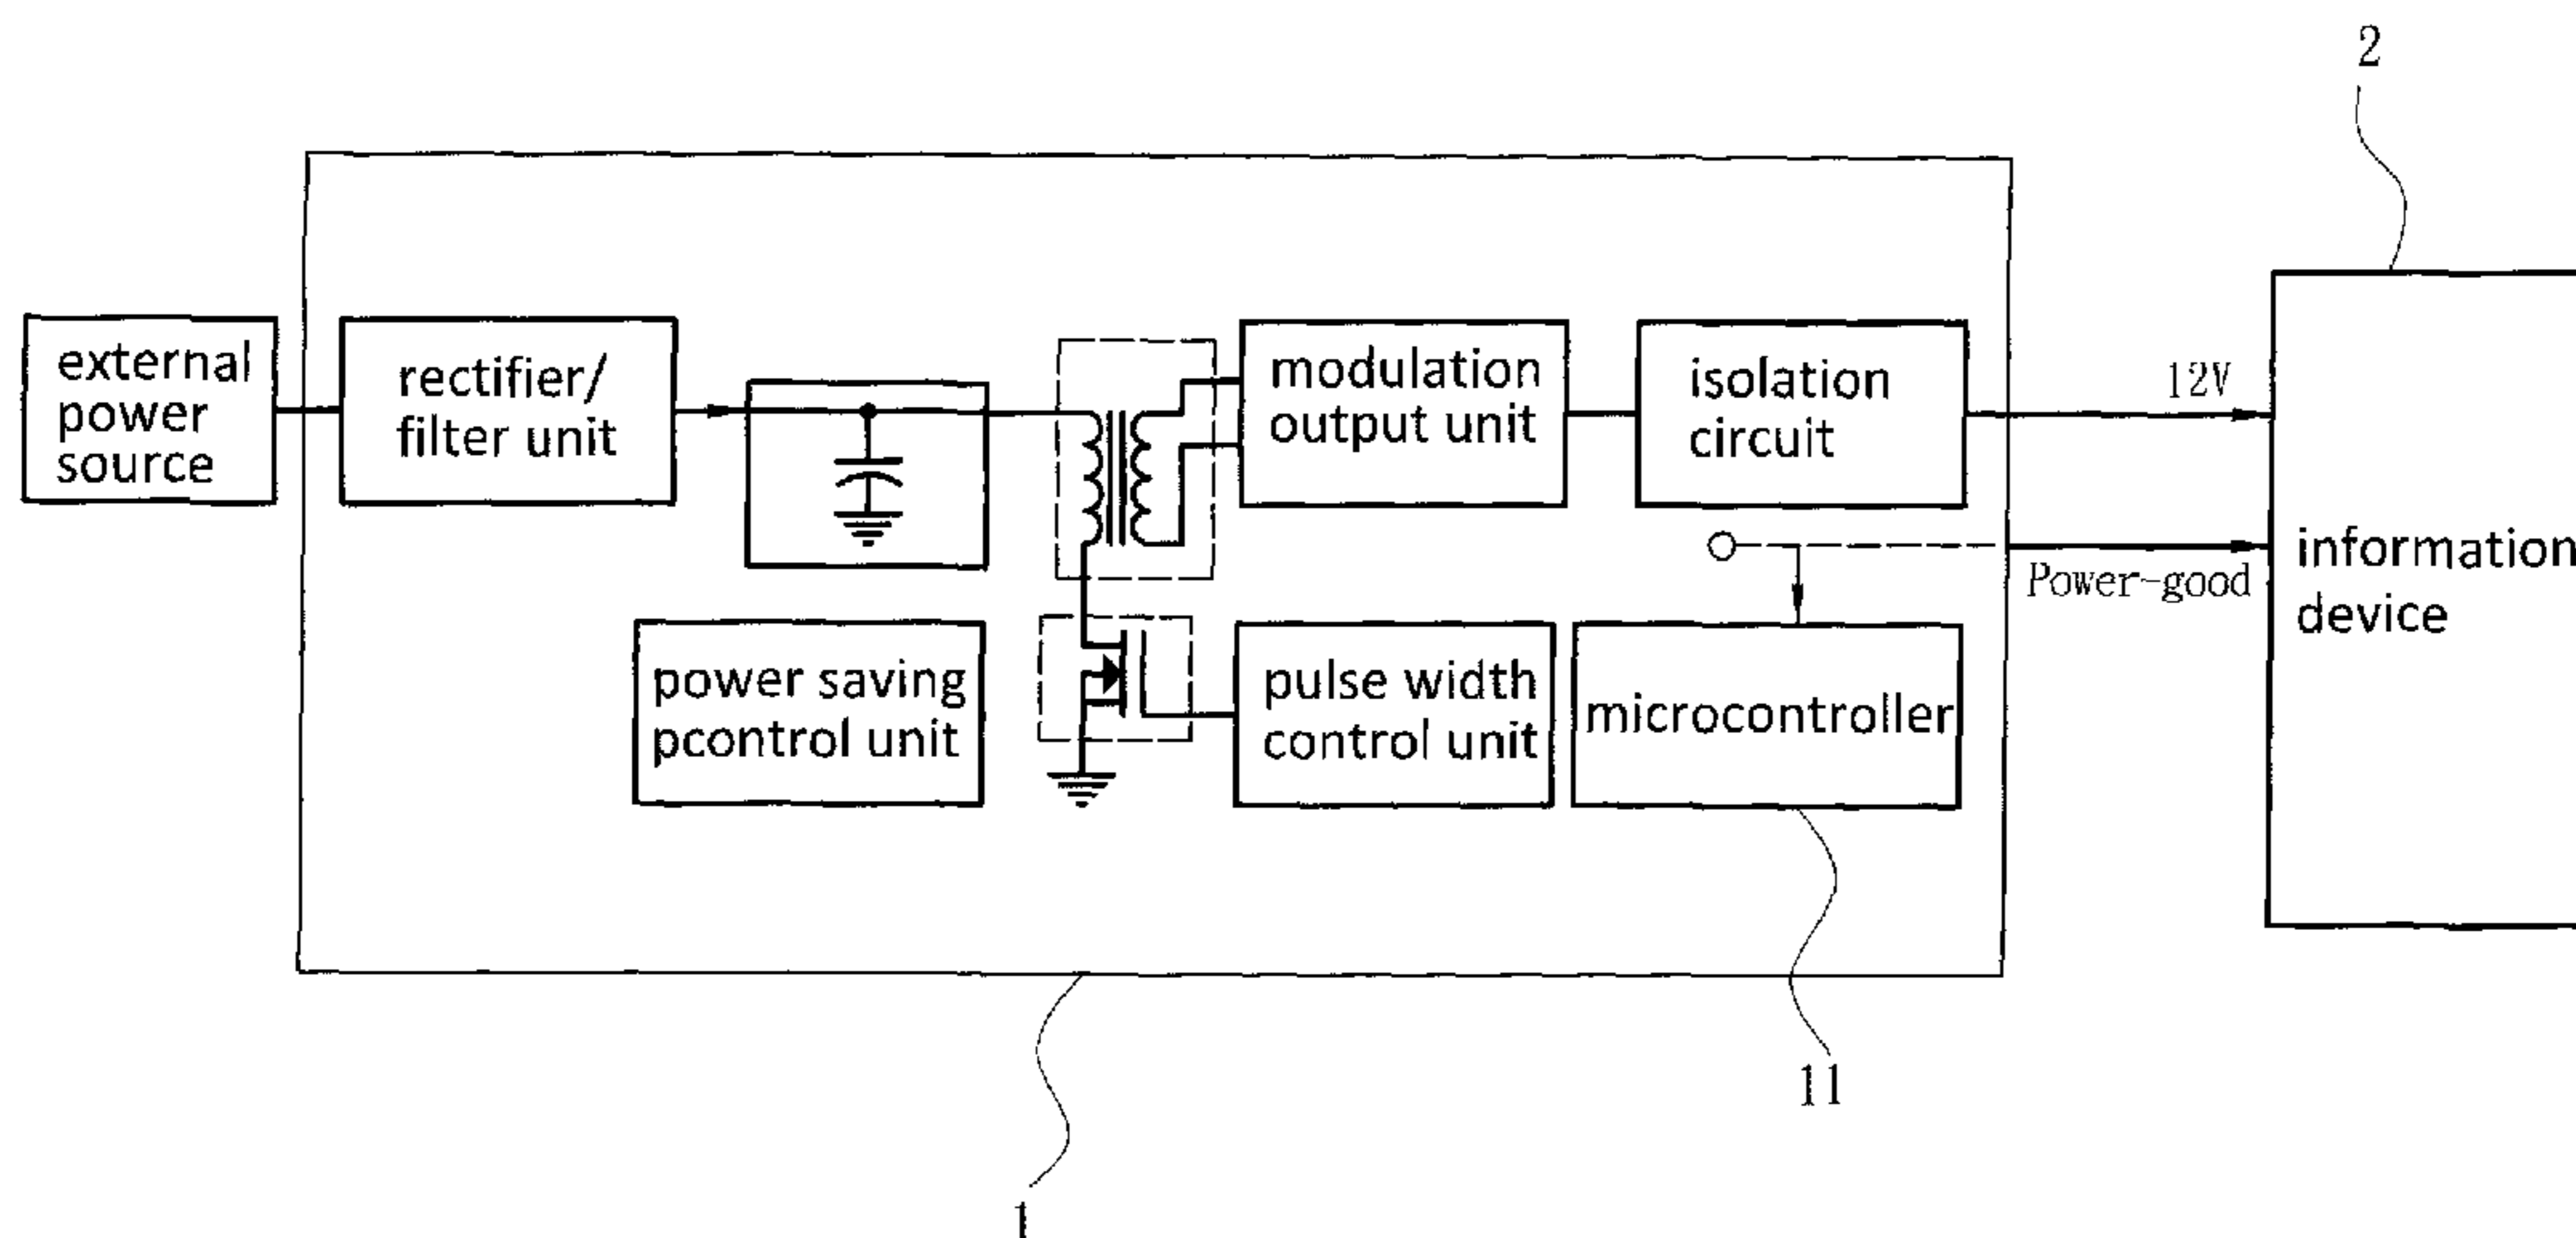 2
external
power
source
rectifier/
filter unit
modulation
output unit
isolation
circuit
12V
Power-good
information
device
power saving
pcontrol unit
pulse width
control unit
microcontroller
11
1